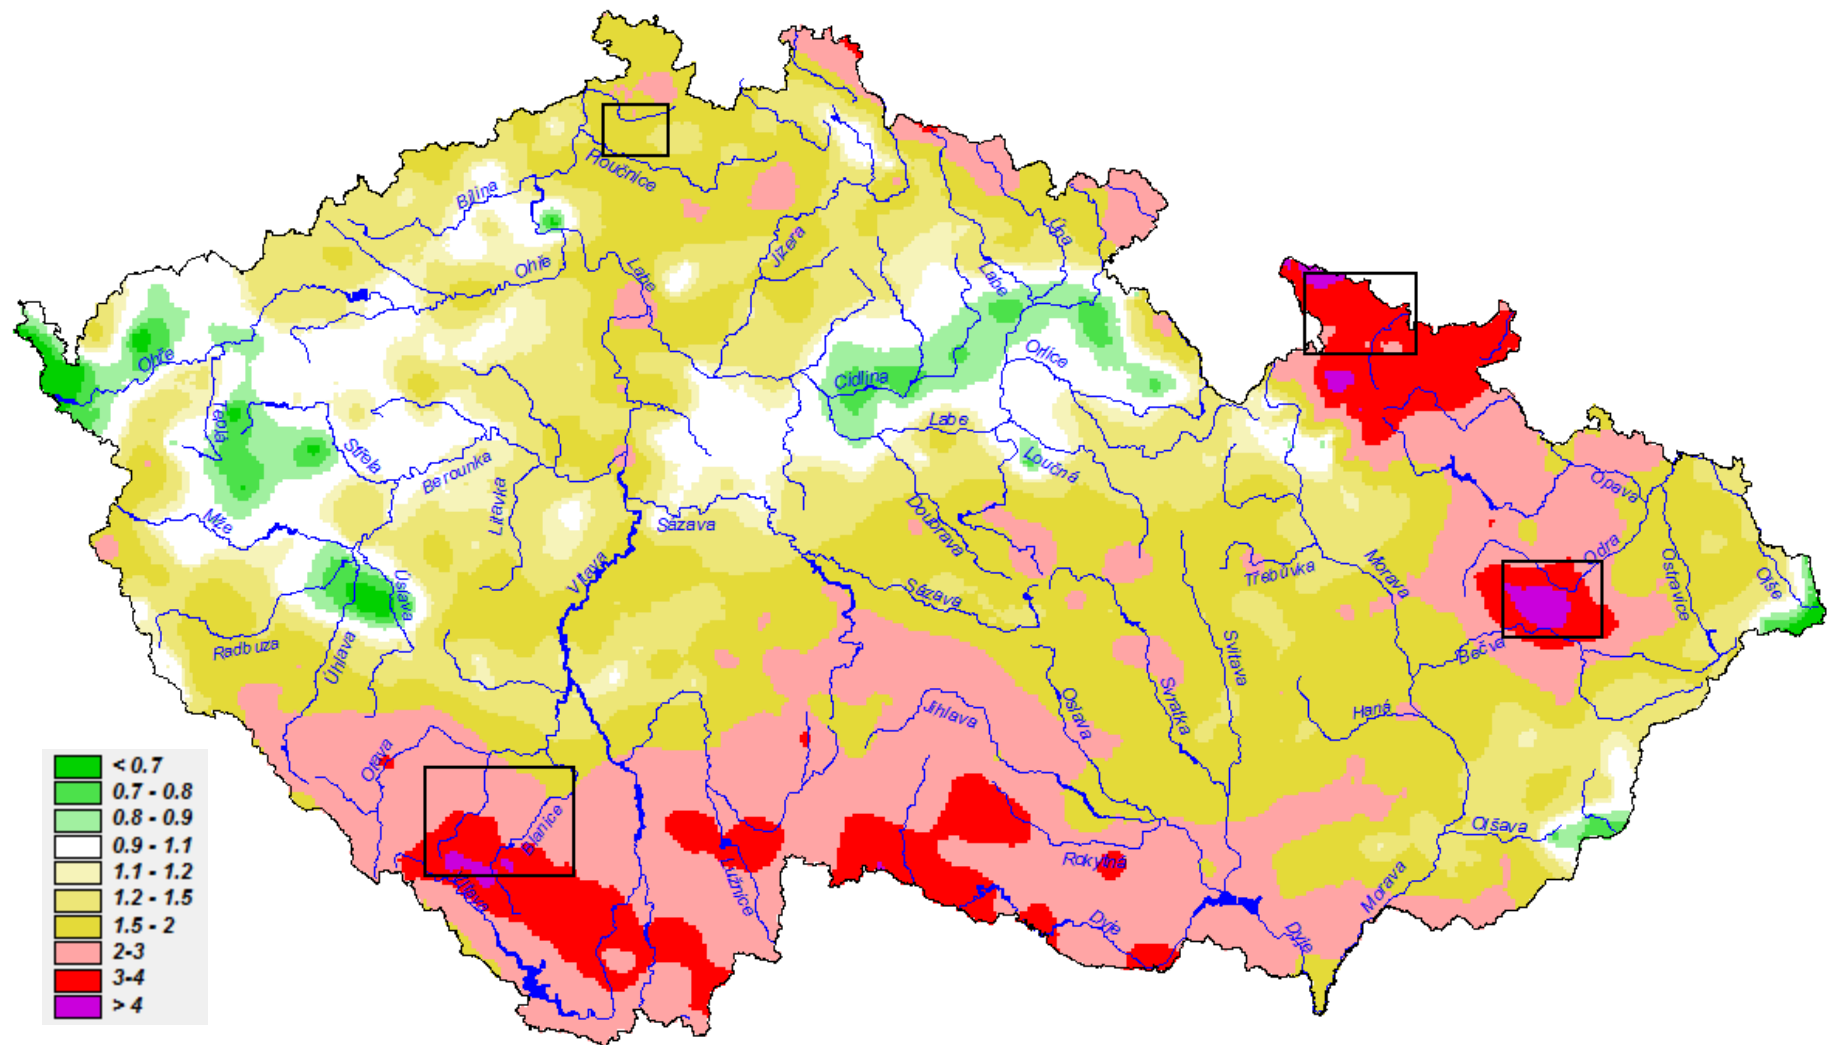 Ploučnice
Bílina
Úpa
Jizera
Ohře
Labe
Labe
Ohře
Orlice
Cidlina
Teplá
Labe
Střela
Berounka
Loučná
Opava
Litavka
Mže
Sázava
Doubrava
Vltava
Úslava
Třebůvka
Morava
Odra
Ostravice
Olše
Sázava
Radbuza
Úhlava
Svitava
Bečva
Oslava
Svratka
Jihlava
Haná
Otava
Blanice
Olšava
Rokytná
Vltava
Lužnice
Morava
Dyje
Dyje
< 0.7
0.7 - 0.8
0.8 - 0.9
0.9 - 1.1
1.1 - 1.2
1.2 - 1.5
1.5 - 2
2-3
3-4
> 4